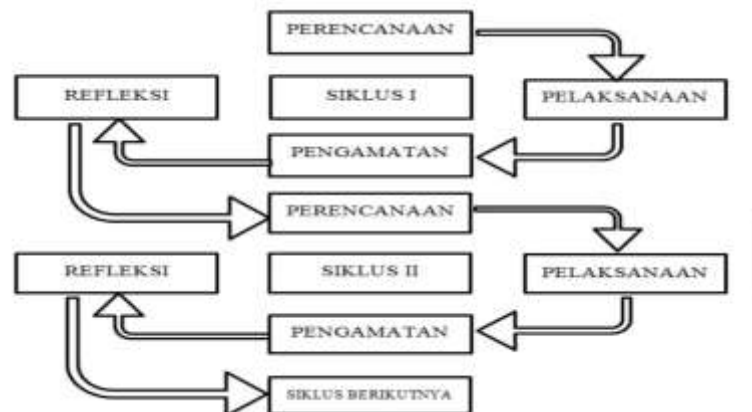 PERENCANAAN
REFLEKSI
SIKLUS I
PELAKSANAAN
PENGAMATAN
PERENCANAAN
REFLEKSI
SIKLUS II
PELAKSANAAN
PENGAMATAN
SIKLUS BERIKUTNYA